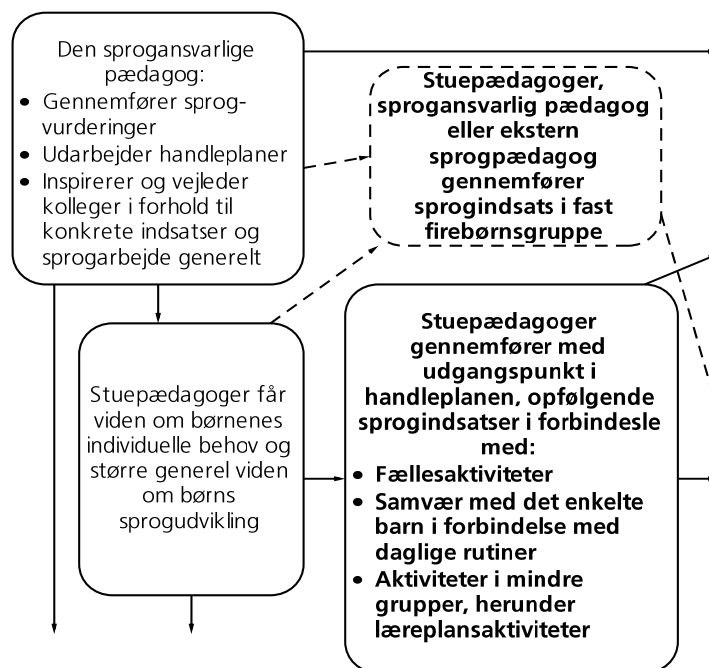 Den sprogansvarlige
pædagog:
• Gennemfører sprog-
vurderinger
• Udarbejder handleplaner
• Inspirerer og vejleder
kolleger i forhold til
konkrete indsatser og
sprogarbejde generelt
Stuepædagoger,
sprogansvarlig pædagog
eller ekstern
sprogpædagog
gennemfører
sprogindsats i fast
firebørnsgruppe
Stuepædagoger får
viden om børnenes
individuelle behov og
større generel viden
om børns
sprogudvikling
Stuepædagoger
gennemfører med
udgangspunkt i
handleplanen, opfølgende
sprogindsatser i forbindesle
med:
• Fællesaktiviteter
• Samvær med det enkelte
barn i forbindelse med
daglige rutiner
• Aktiviteter i mindre
grupper, herunder
læreplansaktiviteter